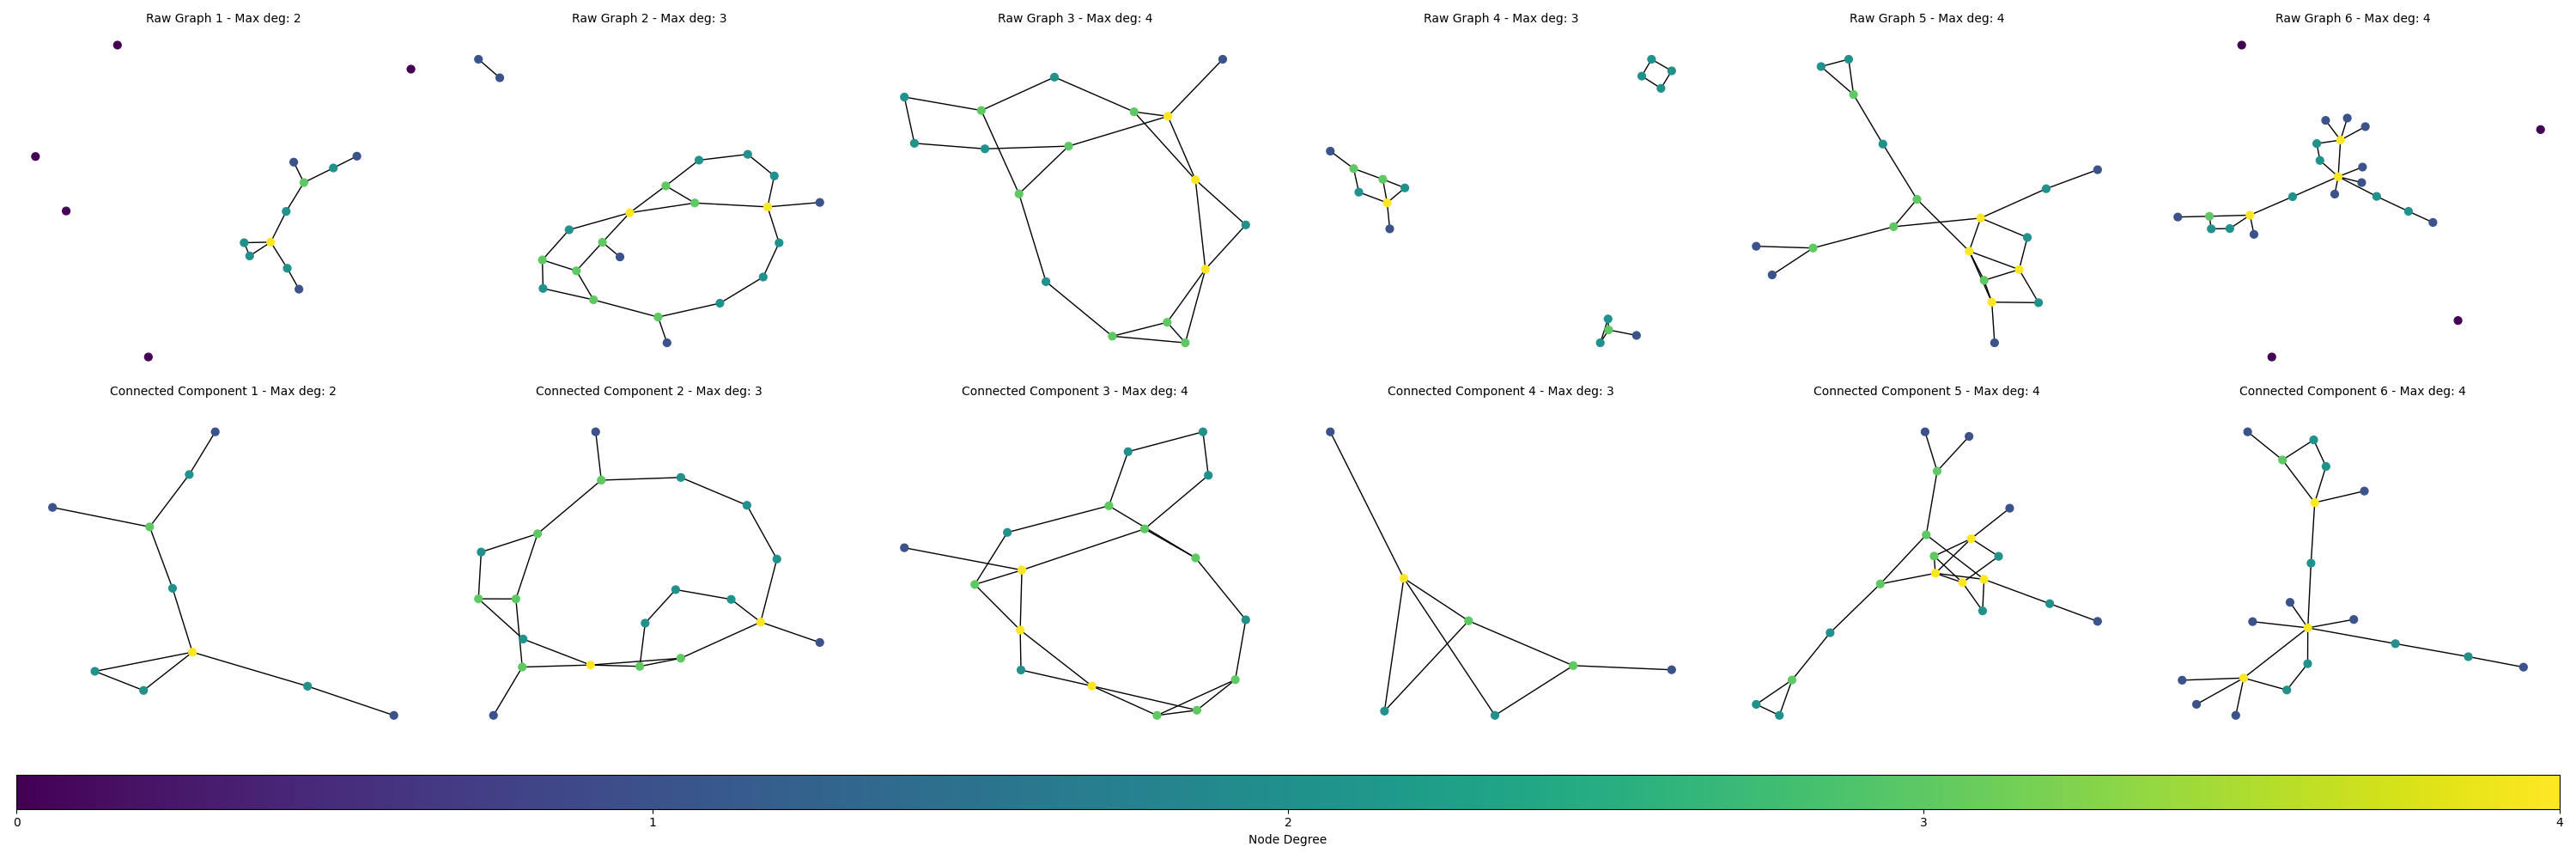 Raw Graph 1 - Max deg: 2
Raw Graph 2 - Max deg: 3
Raw Graph 3 - Max deg: 4
Raw Graph 4 - Max deg: 3
Raw Graph 5 - Max deg: 4
Raw Graph 6 - Max deg: 4
Connected Component 1 - Max deg: 2
Connected Component 2 - Max deg: 3
Connected Component 3 - Max deg: 4
Connected Component 4 - Max deg: 3
Connected Component 5 - Max deg: 4
Connected Component 6 - Max deg: 4
0 1 2 3 4
Node Degree